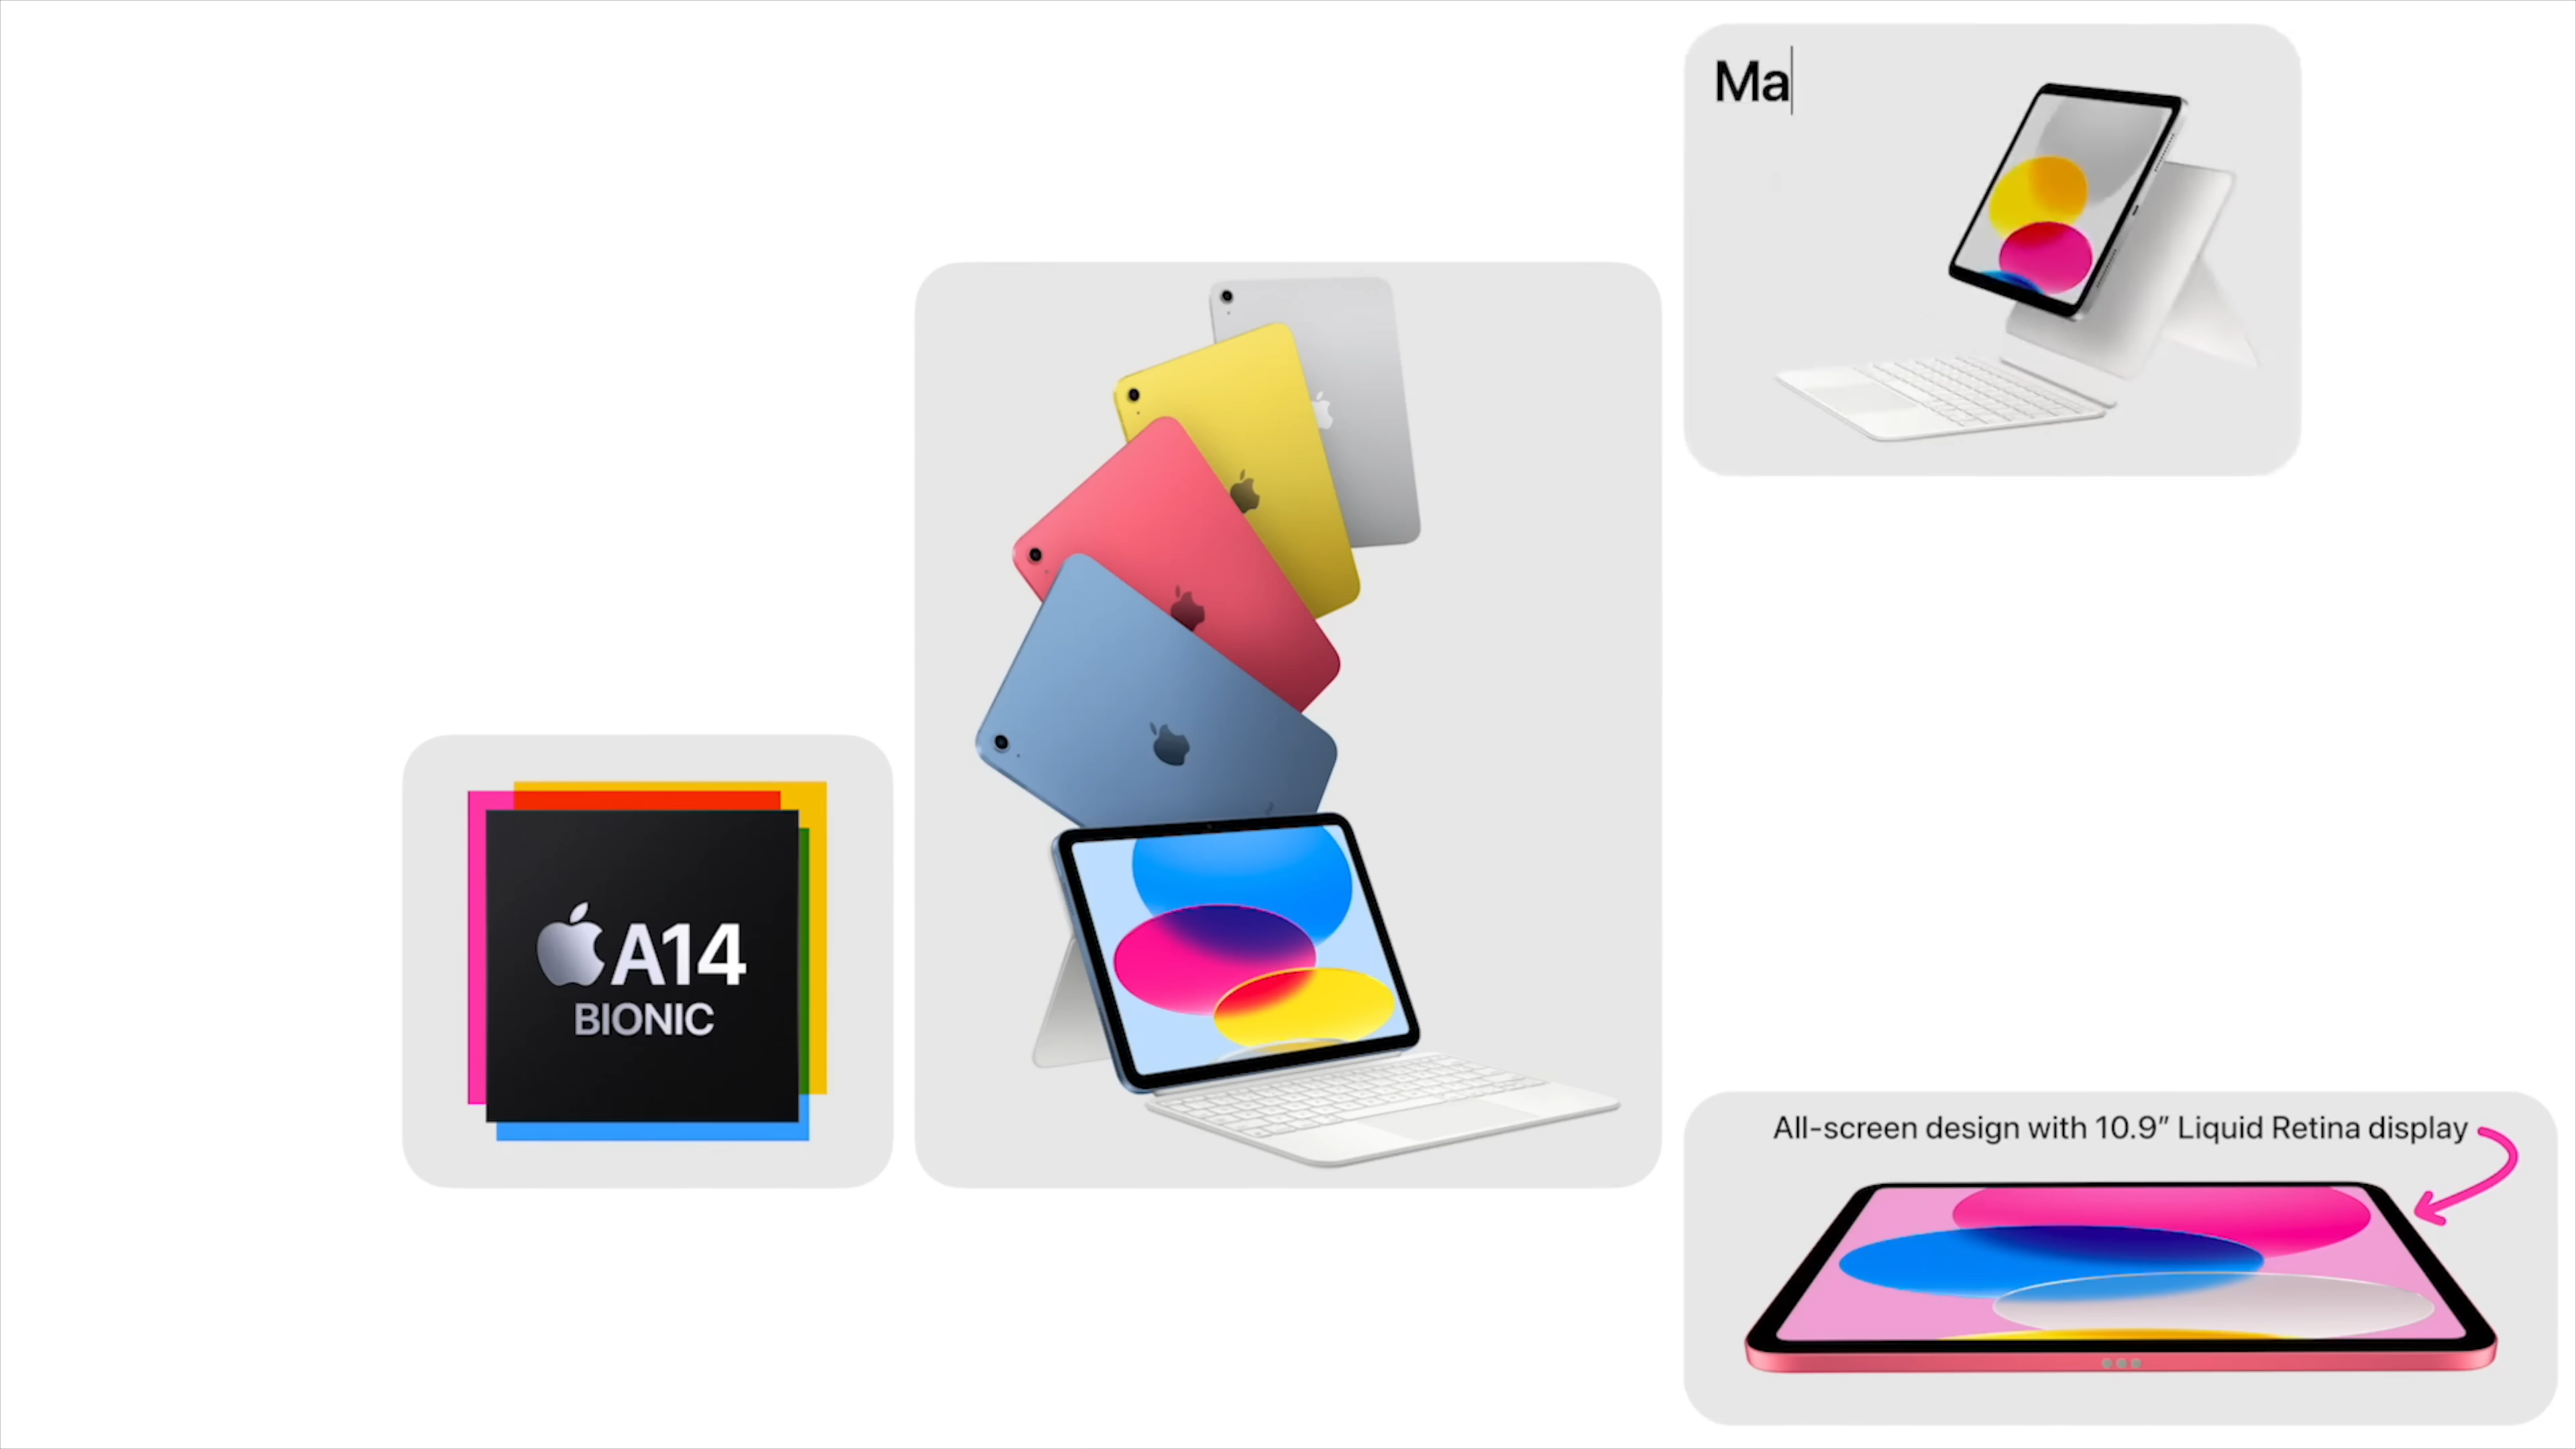 Ma
A14
BIONIC
All-screen design with 10.9” Liquid Retina display